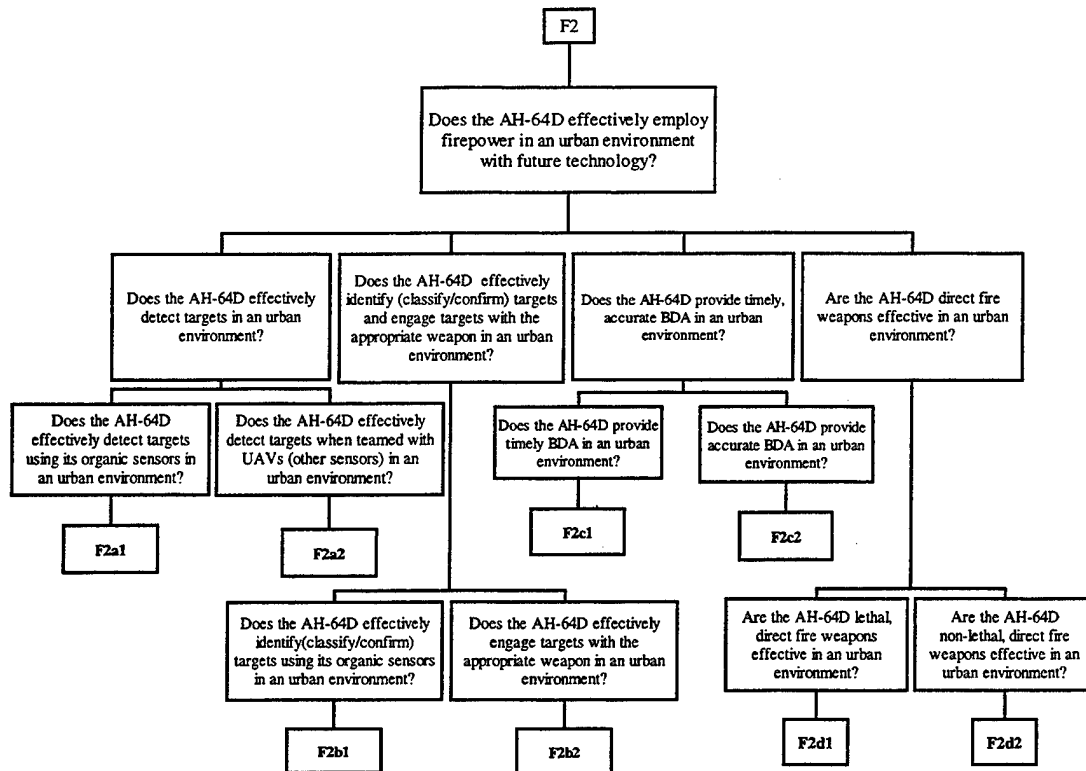 F2
Does the AH-64D effectively employ
firepower in an urban environment
with future technology?
Does the AH-64D effectively
detect targets in an urban
environment?
Does the AH-64D effectively
identify (classify/confirm) targets
and engage targets with the
appropriate weapon in an urban
environment?
Does the AH-64D provide timely,
accurate BDA in an urban
environment?
Are the AH-64D direct fire
weapons effective in an urban
environment?
Does the AH-64D
effectively detect targets
using its organic sensors in
an urban environment?
Does the AH-64D effectively
detect targets when teamed with
UAVs (other sensors) in an
urban environment?
Does the AH-64D provide
timely BDA in an urban
environment?
Does the AH-64D provide
accurate BDA in an urban
environment?
F2a1
F2a2
F2c1
F2c2
Does the AH-64D effectively
identify(classify/confirm)
targets using its organic sensors
in an urban environment?
Does the AH-64D effectively
engage targets with the
appropriate weapon in an urban
environment?
Are the AH-64D lethal,
direct fire weapons
effective in an urban
environment?
Are the AH-64D
non-lethal, direct fire
weapons effective in an
urban environment?
F2b1
F2b2
F2d1
F2d2